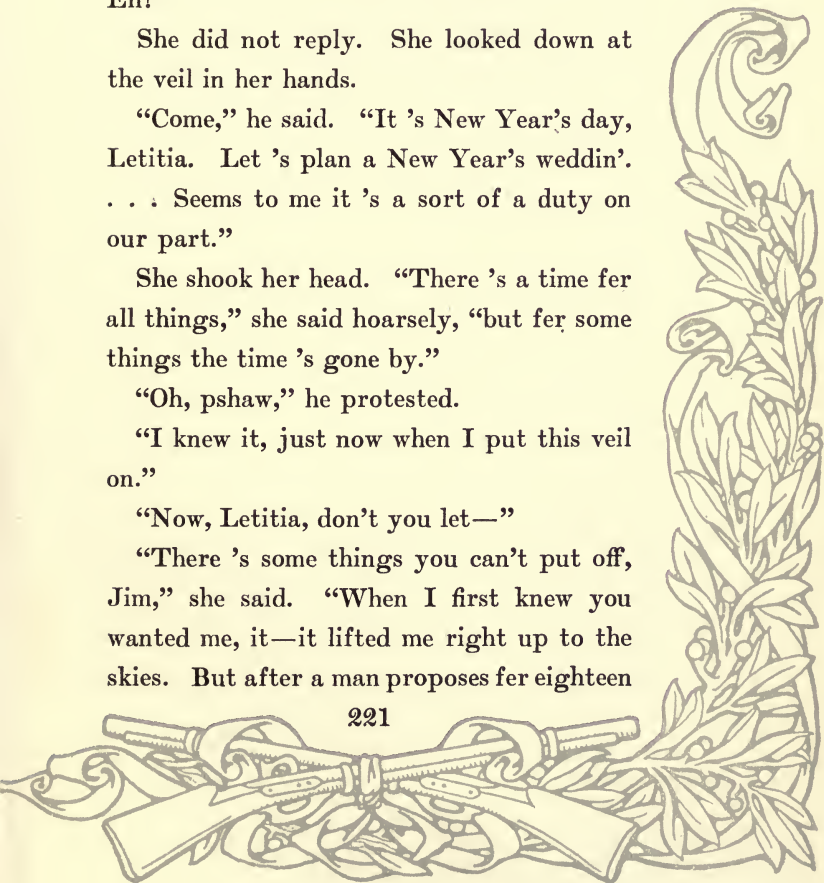 She did not reply. She looked down at
the veil in her hands.
“Come,” he said. “It ’s New Year’s day,
Letitia. Let ’s plan a New Year’s weddin’.
. . . Seems to me it ’s a sort of a duty on
our part.”
She shook her head. “There ’s a time fer
all things,” she said hoarsely, “but fer some
things the time ’s gone by.”
“Oh, pshaw,” he protested.
“I knew it, just now when I put this veil
on.”
“Now, Letitia, don’t you let—”
“There ’s some things you can’t put off,
Jim,” she said. “When I first knew you
wanted me, it—it lifted me right up to the
skies. But after a man proposes fer eighteen
221